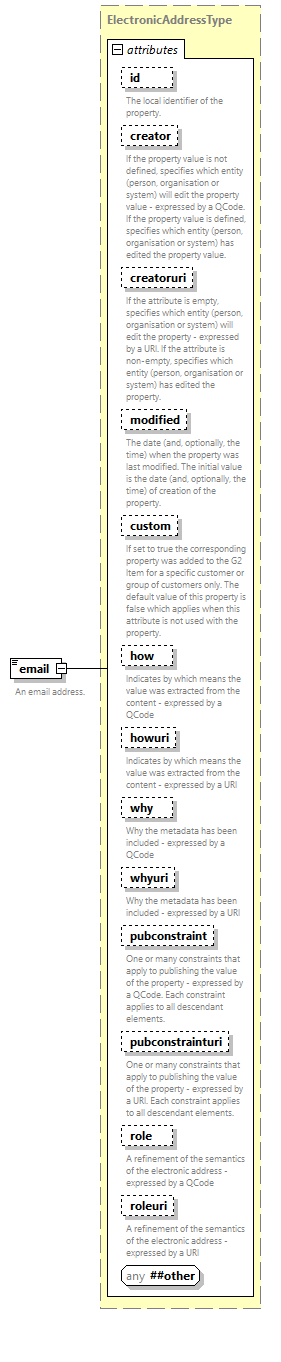 ElectronicAddressType
attributes
id
The local identifier of the
property.
creator
If the property value is not
defined, specifies which entity
(person, organisation or
system) will edit the property
value - expressed by a QCode.
If the property value is defined,
specifies which entity (person,
organisation or system) has
edited the property value.
creatoruri
If the attribute is empty,
specifies which entity (person,
organisation or system) will
edit the property - expressed
by a URI. If the attribute is
non-empty, specifies which
entity (person, organisation or
system) has edited the
property.
modified
The date (and, optionally, the
time) when the property was
last modified. The initial value
is the date (and, optionally, the
time) of creation of the
property.
custom
If set to true the corresponding
property was added to the G2
Item for a specific customer or
group of customers only. The
default value of this property is
false which applies when this
attribute is not used with the
property.
how
Indicates by which means the
value was extracted from the
content - expressed by a
QCode
email
An email address.
howuri
Indicates by which means the
value was extracted from the
content - expressed by a URI
why
Why the metadata has been
included - expressed by a
QCode
whyuri
Why the metadata has been
included - expressed by a URI
pubconstraint
One or many constraints that
apply to publishing the value
of the property - expressed by
a QCode. Each constraint
applies to all descendant
elements.
pubconstrainturi
One or many constraints that
apply to publishing the value
of the property - expressed by
a URI. Each constraint applies
to all descendant elements.
role
A refinement of the semantics
of the electronic address -
expressed by a QCode
roleuri
A refinement of the semantics
of the electronic address -
expressed by a URI
any ##other